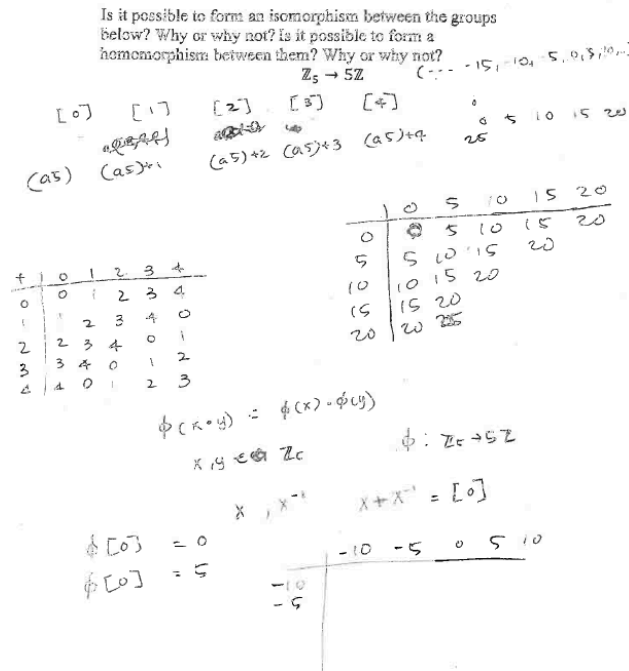 Is it possible to form an isomorphism between the groups
below? Why or why not? Is it possible to form a
homomorphism between them? Why or why not?
ℤ₅ → 5ℤ
(--- -15, -10, -5, 0, 5, 10, ...)
[0] [1] [2] [3] [4]
(a5) (a5)+1 (a5)+2 (a5)+3 (a5)+4
0 5 10 15 20
25
0 5 10 15 20
0 0 5 10 15 20
5 5 10 15 20
10 10 15 20
15 15 20
20 20 25
+ 0 1 2 3 4
0 0 1 2 3 4
1 1 2 3 4 0
2 2 3 4 0 1
3 3 4 0 1 2
4 4 0 1 2 3
ϕ(x∘y) = ϕ(x)∘ϕ(y)
x, y ∈ ℤ₅
ϕ: ℤ₅ → 5ℤ
x, x⁻¹ x + x⁻¹ = [0]
ϕ[0] = 0
ϕ[0] = 5
-10 -5 0 5 10
-10
-5